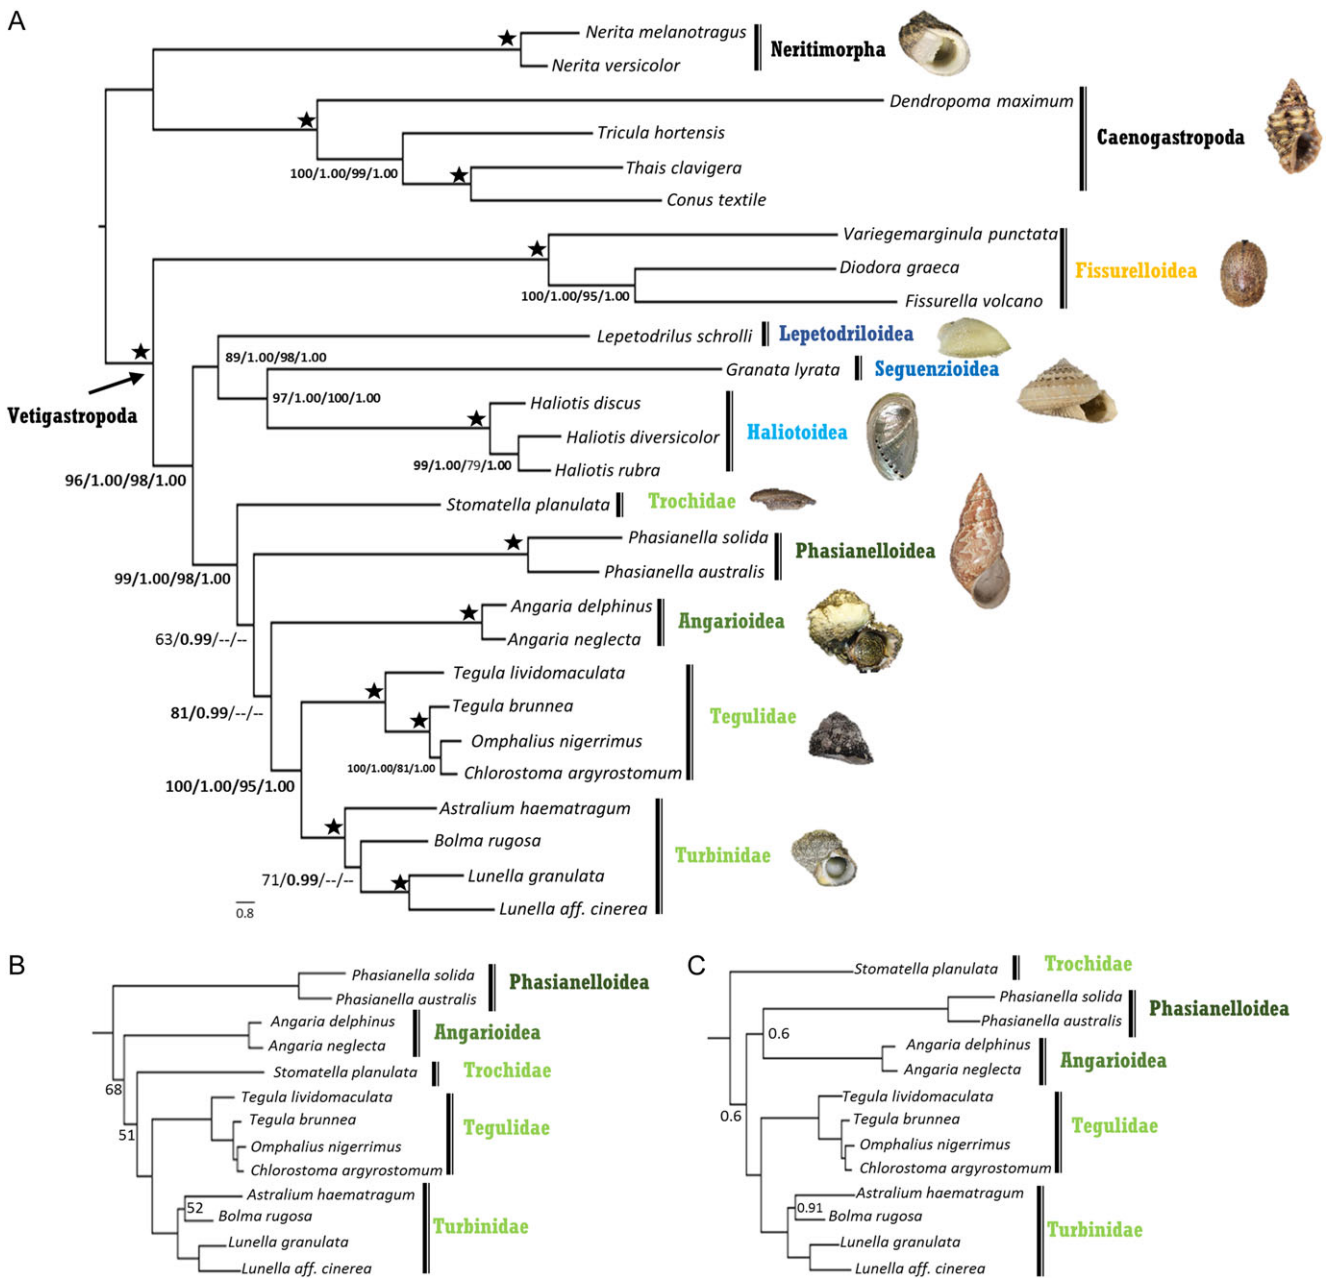 A
Nerita melanotragus
Nerita versicolor
Neritimorpha
Dendropoma maximum
Tricula hortensis
100/1.00/99/1.00
Thais clavigera
Conus textile
Caenogastropoda
Variegemarginula punctata
Diodora graeca
100/1.00/95/1.00
Fissurella volcano
Fissurelloidea
Lepetodrilus schrolli
Lepetodriloidea
89/1.00/98/1.00
Granata lyrata
Seguenzioidea
97/1.00/100/1.00
Haliotis discus
Haliotis diversicolor
99/1.00/79/1.00
Haliotis rubra
Haliotoidea
Vetigastropoda
96/1.00/98/1.00
Stomatella planulata
Trochidae
Phasianella solida
Phasianella australis
Phasianelloidea
99/1.00/98/1.00
Angaria delphinus
Angaria neglecta
Angarioidea
63/0.99/--/--
Tegula lividomaculata
Tegula brunnea
Omphalius nigerrimus
100/1.00/81/1.00
Chlorostoma argyrostomum
Tegulidae
81/0.99/--/--
100/1.00/95/1.00
Astralium haematragum
Bolma rugosa
Lunella granulata
Lunella aff. cinerea
Turbinidae
71/0.99/--/--
0.8
B
Phasianella solida
Phasianella australis
Phasianelloidea
Angaria delphinus
Angaria neglecta
Angarioidea
Stomatella planulata
Trochidae
68
Tegula lividomaculata
Tegula brunnea
Omphalius nigerrimus
Chlorostoma argyrostomum
Tegulidae
51
Astralium haematragum
52
Bolma rugosa
Lunella granulata
Lunella aff. cinerea
Turbinidae
C
Stomatella planulata
Trochidae
Phasianella solida
Phasianella australis
Phasianelloidea
0.6
Angaria delphinus
Angaria neglecta
Angarioidea
0.6
Tegula lividomaculata
Tegula brunnea
Omphalius nigerrimus
Chlorostoma argyrostomum
Tegulidae
Astralium haematragum
0.91
Bolma rugosa
Lunella granulata
Lunella aff. cinerea
Turbinidae